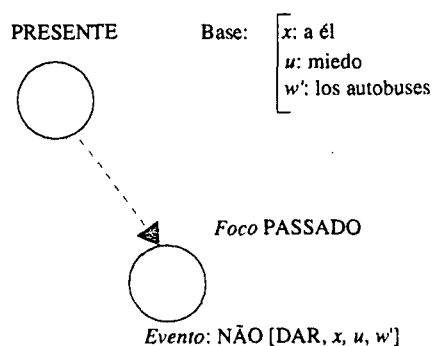 PRESENTE
Base:
x: a él
u: miedo
w': los autobuses
Foco PASSADO
Evento: NÃO [DAR, x, u, w']